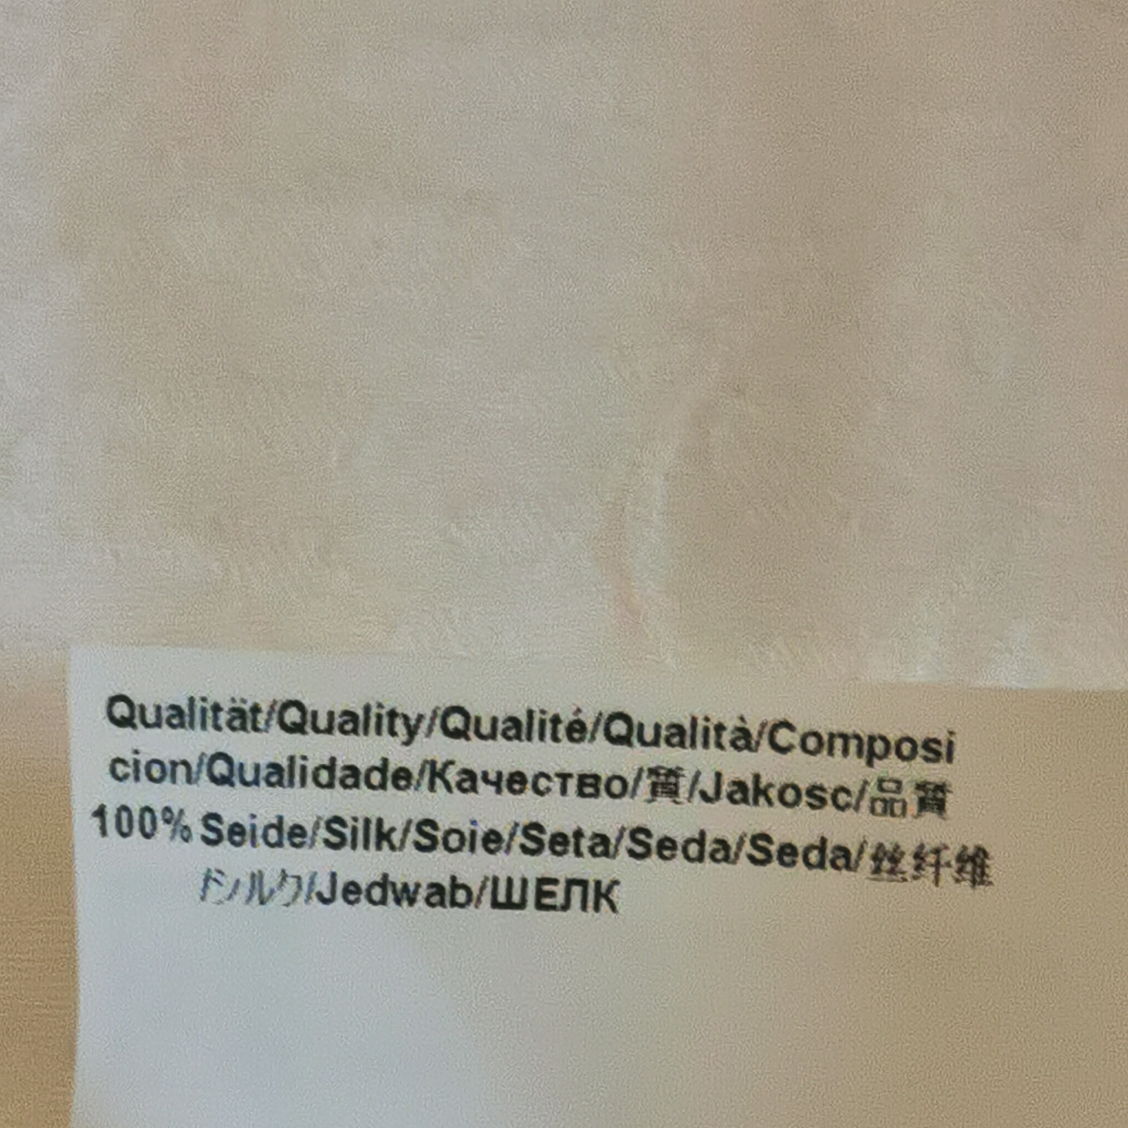 Qualität/Quality/Qualité/Qualità/Composi
cion/Qualidade/Качество/質/Jakosc/品質
100% Seide/Silk/Soie/Seta/Seda/Seda/丝纤维
ドシルク/Jedwab/ШЕЛК